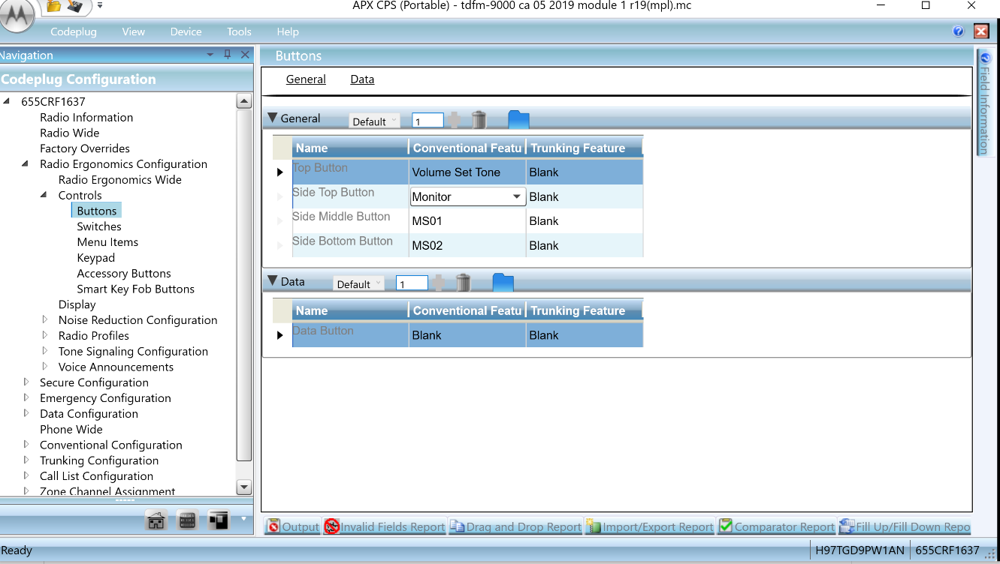 APX CPS (Portable) - tdfm-9000 ca 05 2019 module 1 r19(mpl).mc
Codeplug View Device Tools Help
Navigation
Codeplug Configuration
655CRF1637
Radio Information
Radio Wide
Factory Overrides
Radio Ergonomics Configuration
Radio Ergonomics Wide
Controls
Buttons
Switches
Menu Items
Keypad
Accessory Buttons
Smart Key Fob Buttons
Display
Noise Reduction Configuration
Radio Profiles
Tone Signaling Configuration
Voice Announcements
Secure Configuration
Emergency Configuration
Data Configuration
Phone Wide
Conventional Configuration
Trunking Configuration
Call List Configuration
Zone Channel Assignment
Buttons
General Data
General Default 1
Name Conventional Featu Trunking Feature
Top Button Volume Set Tone Blank
Side Top Button Monitor Blank
Side Middle Button MS01 Blank
Side Bottom Button MS02 Blank
Data Default 1
Name Conventional Featu Trunking Feature
Data Button Blank Blank
Field Information
Output Invalid Fields Report Drag and Drop Report Import/Export Report Comparator Report Fill Up/Fill Down Repo
Ready H97TGD9PW1AN 655CRF1637